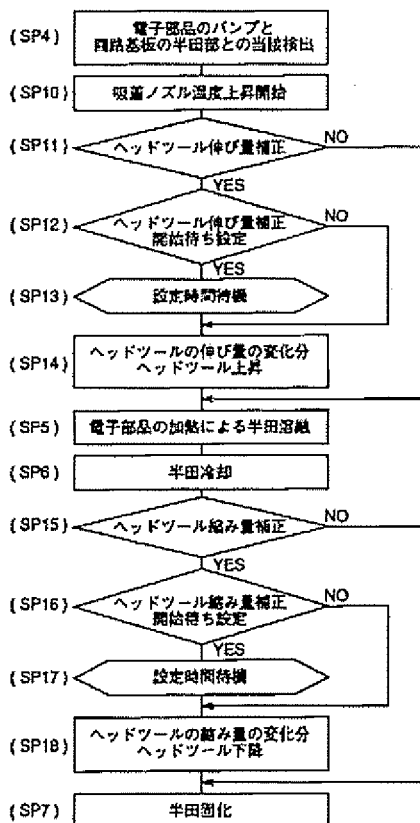 (SP4) 電子部品のバンプと
回路基板の半田部との当接検出
(SP10) 吸着ノズル温度上昇開始
(SP11) ヘッドツール伸び量補正 NO
YES
(SP12) ヘッドツール伸び量補正 NO
開始待ち設定
YES
(SP13) 設定時間待機
(SP14) ヘッドツールの伸び量の変化分
ヘッドツール上昇
(SP5) 電子部品の加熱による半田溶融
(SP6) 半田冷却
(SP15) ヘッドツール縮み量補正 NO
YES
(SP16) ヘッドツール縮み量補正 NO
開始待ち設定
YES
(SP17) 設定時間待機
(SP18) ヘッドツールの縮み量の変化分
ヘッドツール下降
(SP7) 半田固化